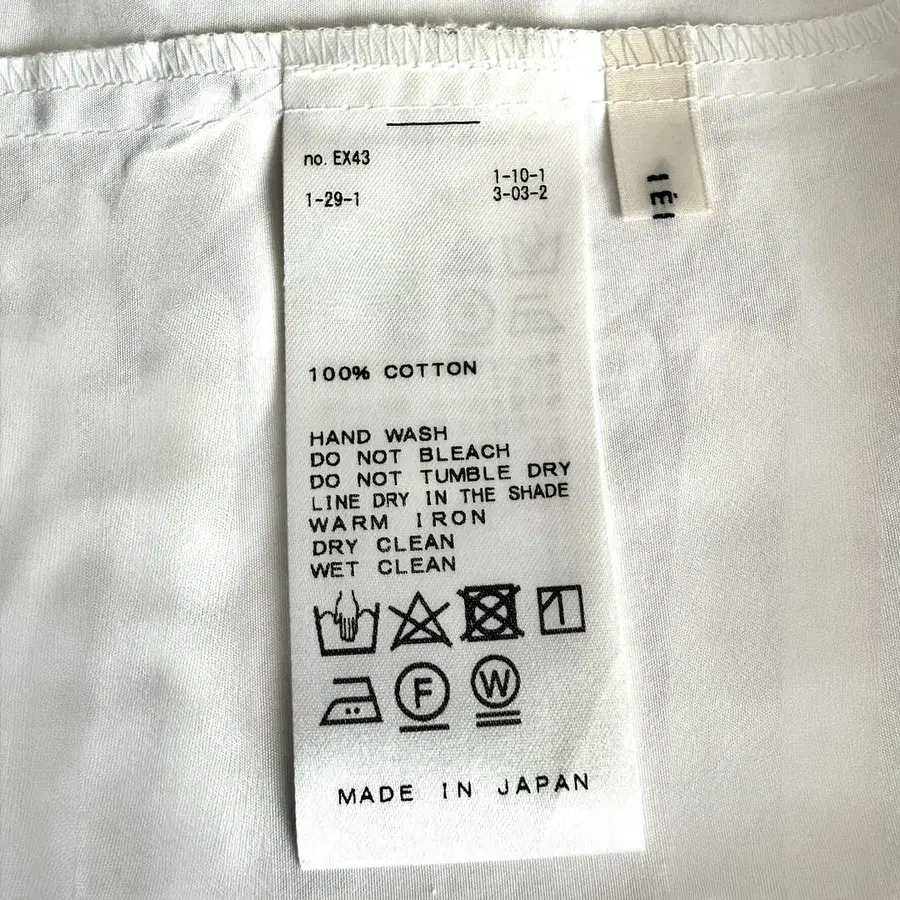 no. EX43
1-10-1
1-29-1
3-03-2
100% COTTON
HAND WASH
DO NOT BLEACH
DO NOT TUMBLE DRY
LINE DRY IN THE SHADE
WARM IRON
DRY CLEAN
WET CLEAN
F
W
MADE IN JAPAN